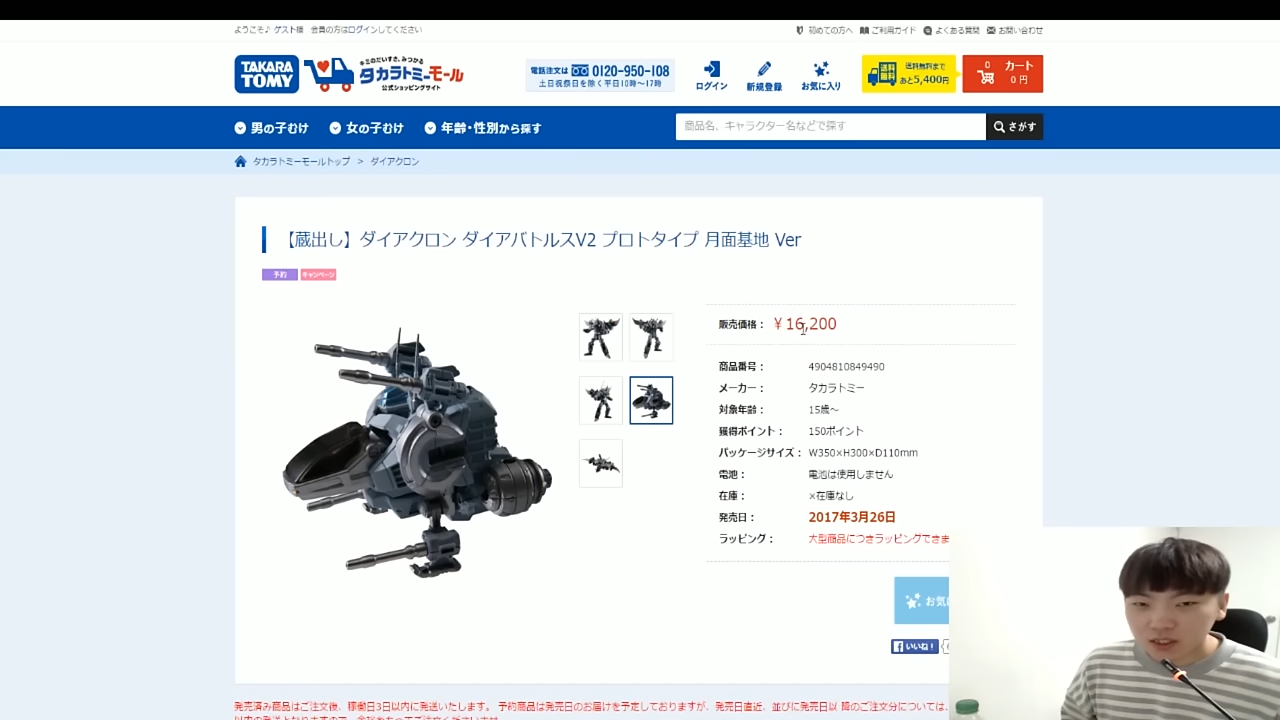 ようこそ♪ ゲスト様 会員の方はログインしてください
初めての方へ ご利用ガイド よくある質問 お問い合わせ
TAKARA TOMY
キミのだいすき、みつかる
タカラトミーモール
公式ショッピングサイト
電話注文は 0120-950-108
土日祝祭日を除く平日10時～17時
ログイン
新規登録
お気に入り
送料無料
送料無料まで
あと5,400円
0 カート
0 円
男の子むけ 女の子むけ 年齢・性別から探す
商品名、キャラクター名などで探す
さがす
タカラトミーモールトップ > ダイアクロン
【蔵出し】ダイアクロン ダイアバトルスV2 プロトタイプ 月面基地 Ver
予約 キャンペーン
販売価格： ￥16,200
商品番号： 4904810849490
メーカー： タカラトミー
対象年齢： 15歳～
獲得ポイント： 150ポイント
パッケージサイズ： W350×H300×D110mm
電池： 電池は使用しません
在庫： ×在庫なし
発売日： 2017年3月26日
ラッピング： 大型商品につきラッピングできま
お気に
いいね！
発売済み商品はご注文後、稼働日3日以内に発送いたします。 予約商品は発売日のお届けを予定しておりますが、発売日直近、並びに発売日以 降のご注文分については、